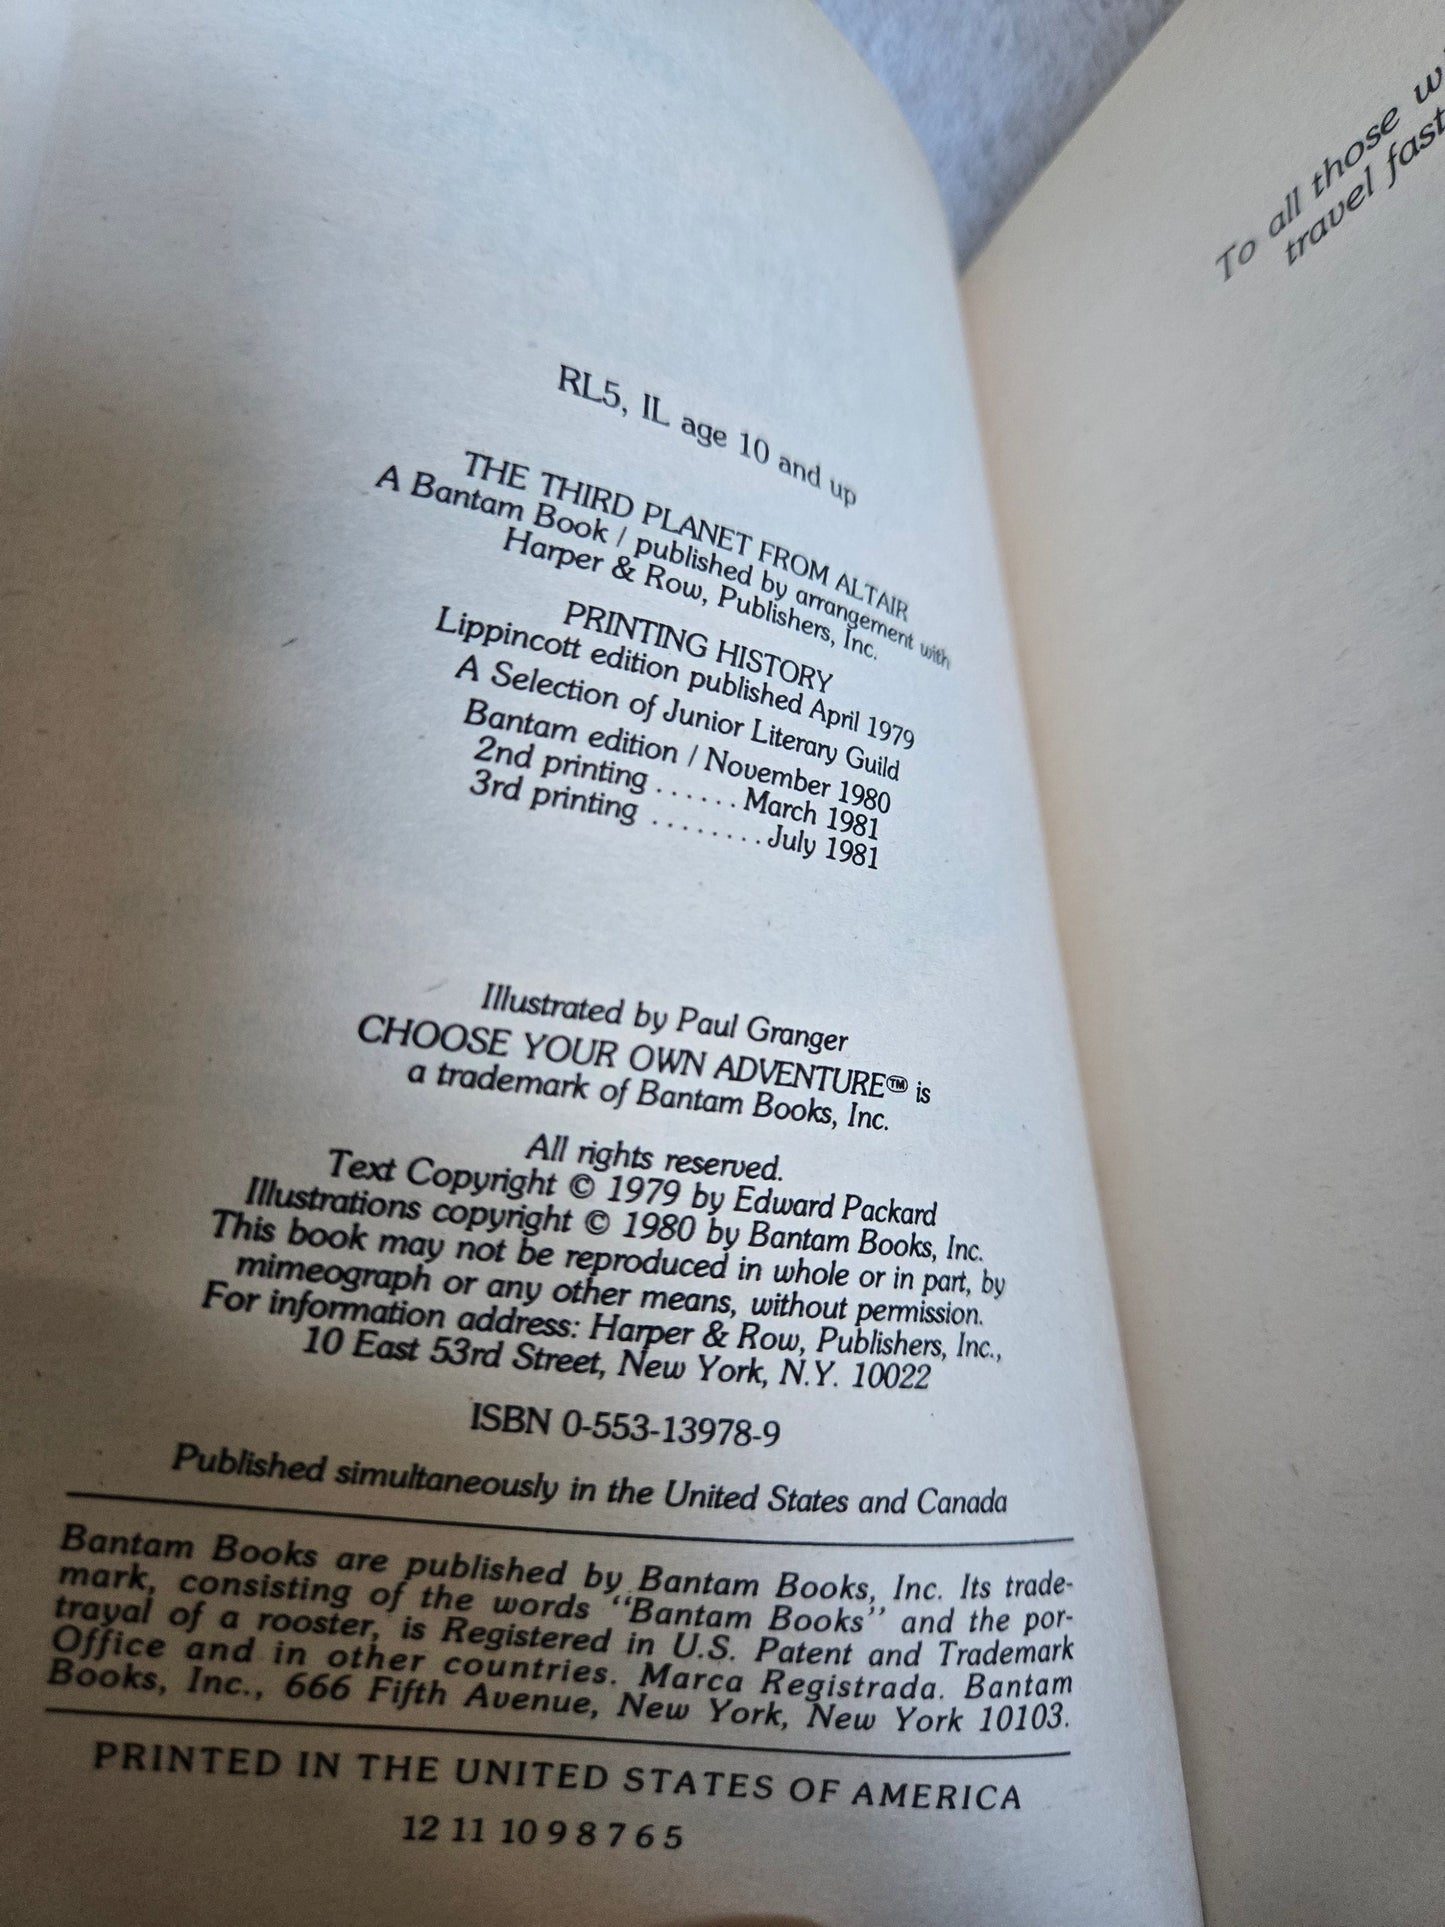 RL5, IL age 10 and up
THE THIRD PLANET FROM ALTAIR
A Bantam Book / published by arrangement with
Harper & Row, Publishers, Inc.
PRINTING HISTORY
Lippincott edition published April 1979
A Selection of Junior Literary Guild
Bantam edition / November 1980
2nd printing ...... March 1981
3rd printing ........ July 1981
Illustrated by Paul Granger
CHOOSE YOUR OWN ADVENTURE™ is
a trademark of Bantam Books, Inc.
All rights reserved.
Text Copyright © 1979 by Edward Packard
Illustrations copyright © 1980 by Bantam Books, Inc.
This book may not be reproduced in whole or in part, by
mimeograph or any other means, without permission.
For information address: Harper & Row, Publishers, Inc.,
10 East 53rd Street, New York, N.Y. 10022
ISBN 0-553-13978-9
Published simultaneously in the United States and Canada
Bantam Books are published by Bantam Books, Inc. Its trade-
mark, consisting of the words "Bantam Books" and the por-
trayal of a rooster, is Registered in U.S. Patent and Trademark
Office and in other countries. Marca Registrada. Bantam
Books, Inc., 666 Fifth Avenue, New York, New York 10103.
PRINTED IN THE UNITED STATES OF AMERICA
12 11 10 9 8 7 6 5
To all those
travel fast